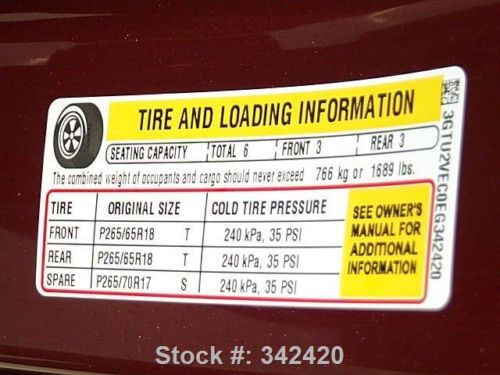 TIRE AND LOADING INFORMATION
SEATING CAPACITY TOTAL 6 FRONT 3 REAR 3
The combined weight of occupants and cargo should never exceed 766 kg or 1689 lbs.
TIRE ORIGINAL SIZE COLD TIRE PRESSURE
FRONT P265/65R18 T 240 kPa, 35 PSI
REAR P265/65R18 T 240 kPa, 35 PSI
SPARE P265/70R17 S 240 kPa, 35 PSI
SEE OWNER'S
MANUAL FOR
ADDITIONAL
INFORMATION
3GTU2VEC0EG342420
Stock #: 342420